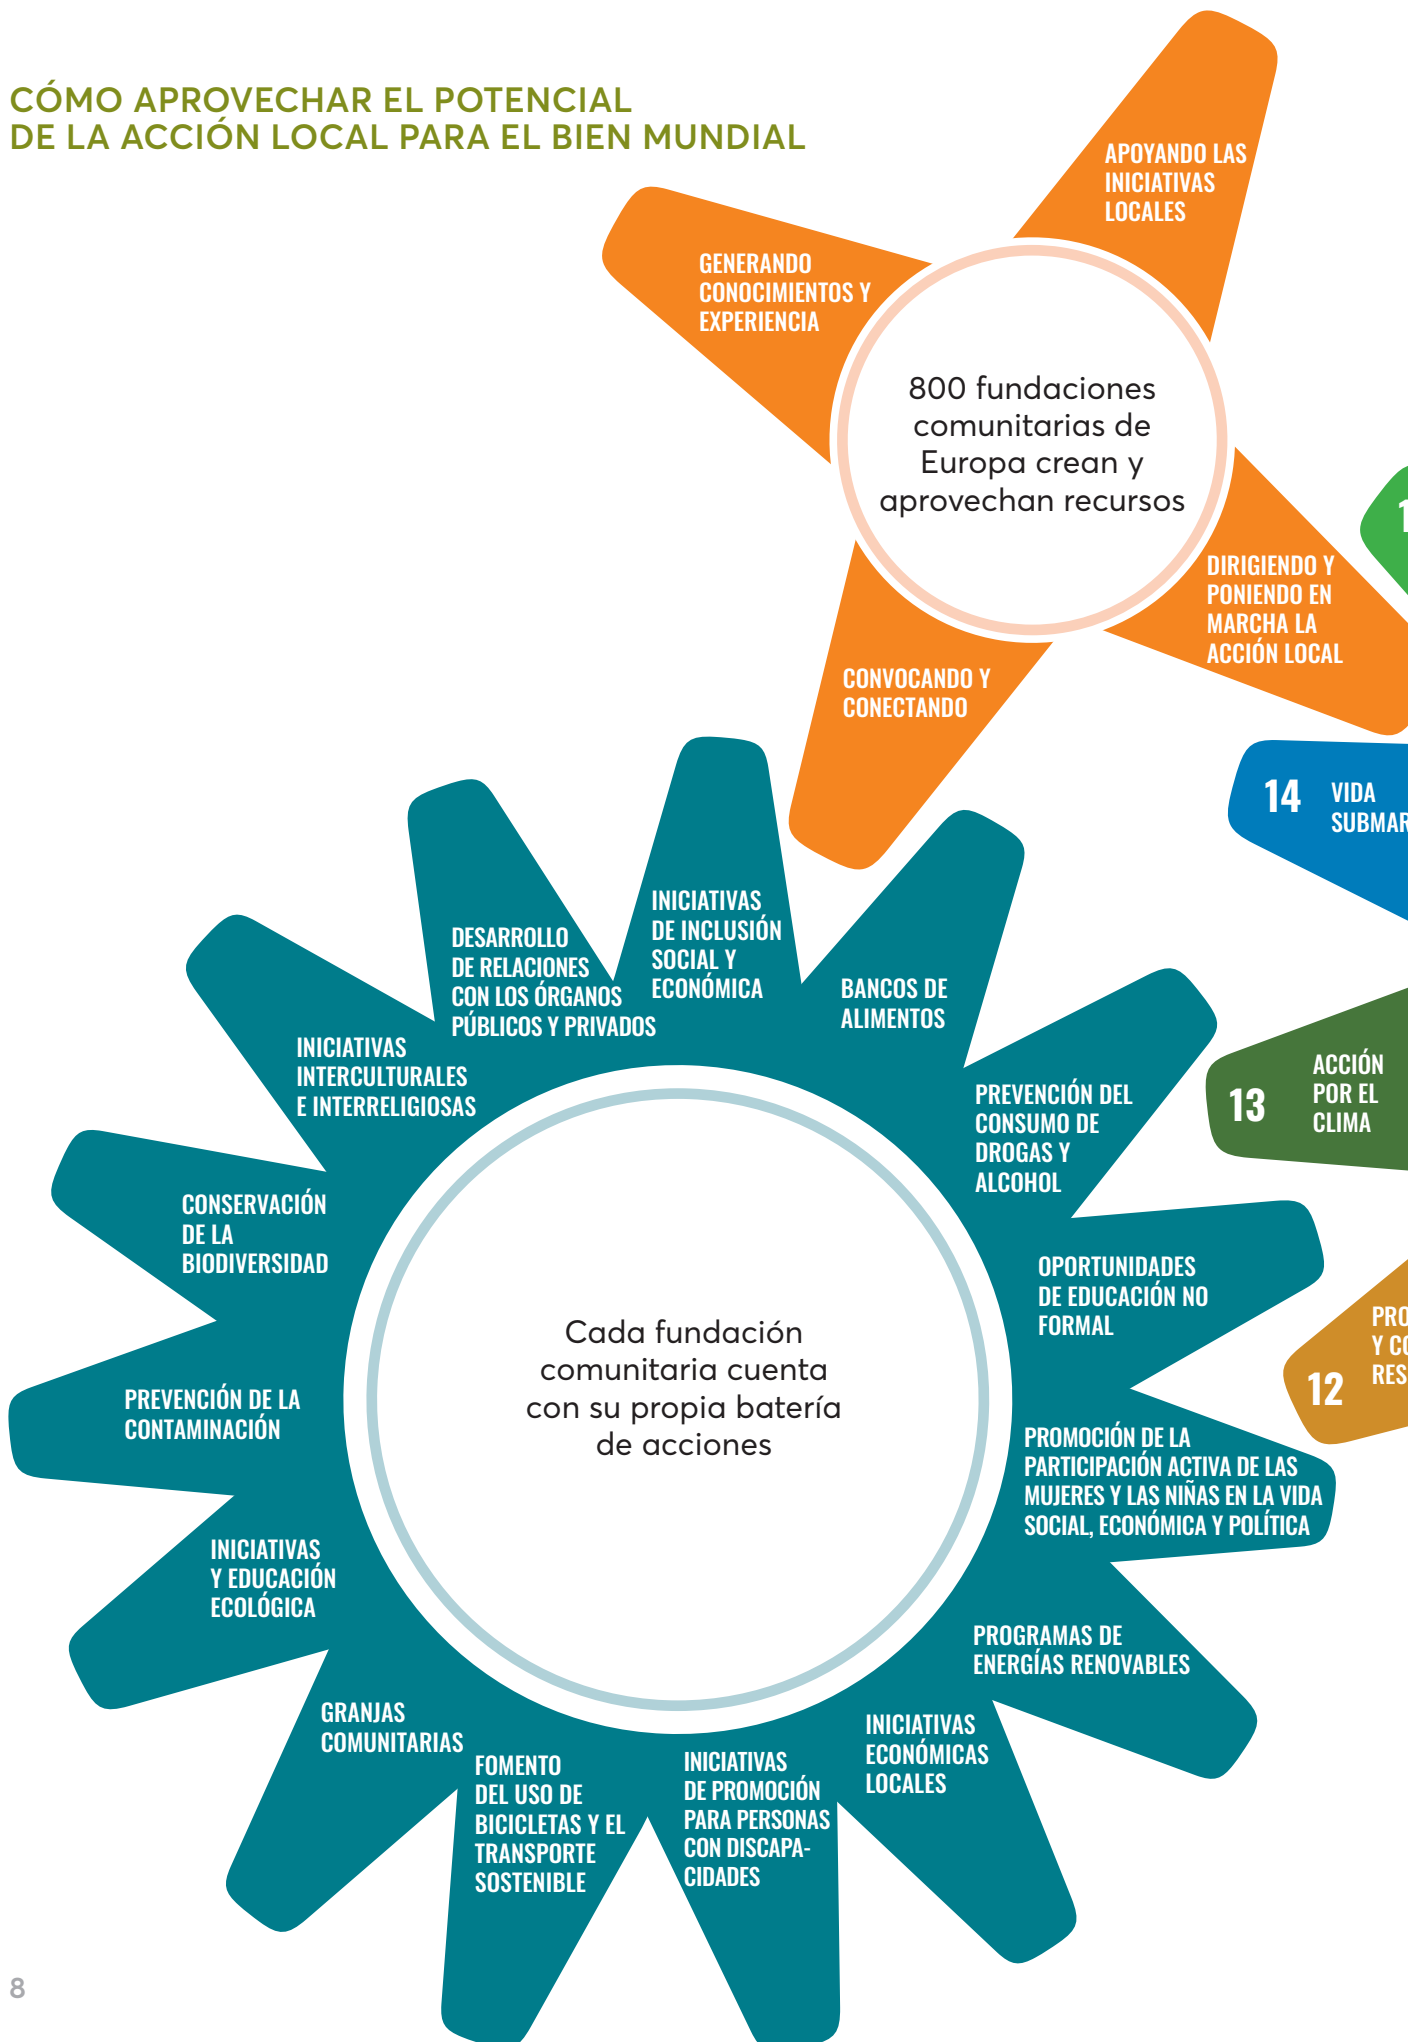 CÓMO APROVECHAR EL POTENCIAL
DE LA ACCIÓN LOCAL PARA EL BIEN MUNDIAL
APOYANDO LAS
INICIATIVAS
LOCALES
GENERANDO
CONOCIMIENTOS Y
EXPERIENCIA
800 fundaciones
comunitarias de
Europa crean y
aprovechan recursos
DIRIGIENDO Y
PONIENDO EN
MARCHA LA
ACCIÓN LOCAL
CONVOCANDO Y
CONECTANDO
14
VIDA
SUBMAR
13
ACCIÓN
POR EL
CLIMA
12
PRO
Y CO
RES
INICIATIVAS
DE INCLUSIÓN
SOCIAL Y
ECONÓMICA
BANCOS DE
ALIMENTOS
PREVENCIÓN DEL
CONSUMO DE
DROGAS Y
ALCOHOL
OPORTUNIDADES
DE EDUCACIÓN NO
FORMAL
PROMOCIÓN DE LA
PARTICIPACIÓN ACTIVA DE LAS
MUJERES Y LAS NIÑAS EN LA VIDA
SOCIAL, ECONÓMICA Y POLÍTICA
PROGRAMAS DE
ENERGÍAS RENOVABLES
INICIATIVAS
ECONÓMICAS
LOCALES
INICIATIVAS
DE PROMOCIÓN
PARA PERSONAS
CON DISCAPA-
CIDADES
FOMENTO
DEL USO DE
BICICLETAS Y EL
TRANSPORTE
SOSTENIBLE
GRANJAS
COMUNITARIAS
INICIATIVAS
Y EDUCACIÓN
ECOLÓGICA
PREVENCIÓN DE LA
CONTAMINACIÓN
CONSERVACIÓN
DE LA
BIODIVERSIDAD
INICIATIVAS
INTERCULTURALES
E INTERRELIGIOSAS
DESARROLLO
DE RELACIONES
CON LOS ÓRGANOS
PÚBLICOS Y PRIVADOS
Cada fundación
comunitaria cuenta
con su propia batería
de acciones
8